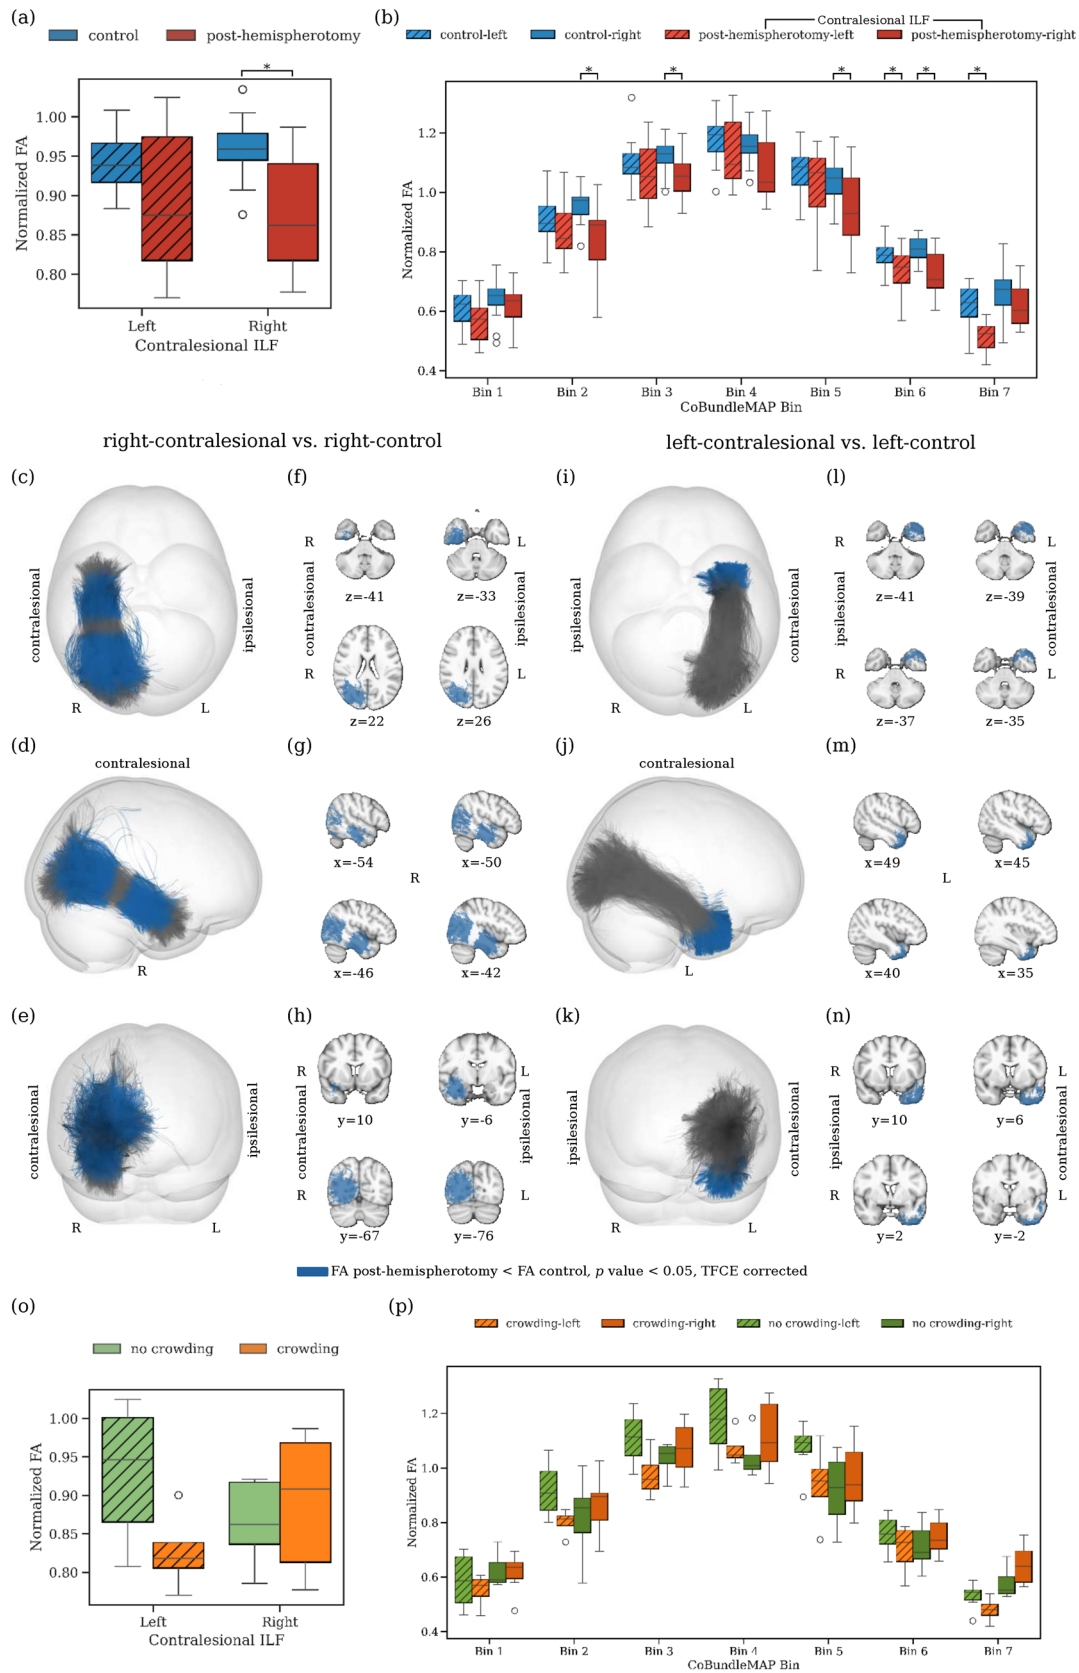 (a)
control
post-hemispherotomy
*
Normalized FA
1.00
0.95
0.90
0.85
0.80
Left
Right
Contralesional ILF
(b)
Contralesional ILF
control-left
control-right
post-hemispherotomy-left
post-hemispherotomy-right
* * * * * *
Normalized FA
1.2
1.0
0.8
0.6
0.4
Bin 1
Bin 2
Bin 3
Bin 4
Bin 5
Bin 6
Bin 7
CoBundleMAP Bin
right-contralesional vs. right-control
left-contralesional vs. left-control
(c)
contralesional
ipsilesional
R
L
(f)
R
L
contralesional
ipsilesional
z=-41
z=-33
R
L
z=22
z=26
(i)
ipsilesional
contralesional
R
L
(l)
R
L
ipsilesional
contralesional
z=-41
z=-39
R
L
z=-37
z=-35
(d)
contralesional
R
(g)
x=-54
x=-50
R
x=-46
x=-42
(j)
contralesional
L
(m)
x=49
x=45
L
x=40
x=35
(e)
contralesional
ipsilesional
R
L
(h)
R
L
contralesional
ipsilesional
y=10
y=-6
R
L
y=-67
y=-76
(k)
ipsilesional
contralesional
R
L
(n)
R
L
ipsilesional
contralesional
y=10
y=6
R
L
y=2
y=-2
FA post-hemispherotomy < FA control, p value < 0.05, TFCE corrected
(o)
no crowding
crowding
Normalized FA
1.00
0.95
0.90
0.85
0.80
Left
Right
Contralesional ILF
(p)
crowding-left
crowding-right
no crowding-left
no crowding-right
Normalized FA
1.2
1.0
0.8
0.6
0.4
Bin 1
Bin 2
Bin 3
Bin 4
Bin 5
Bin 6
Bin 7
CoBundleMAP Bin